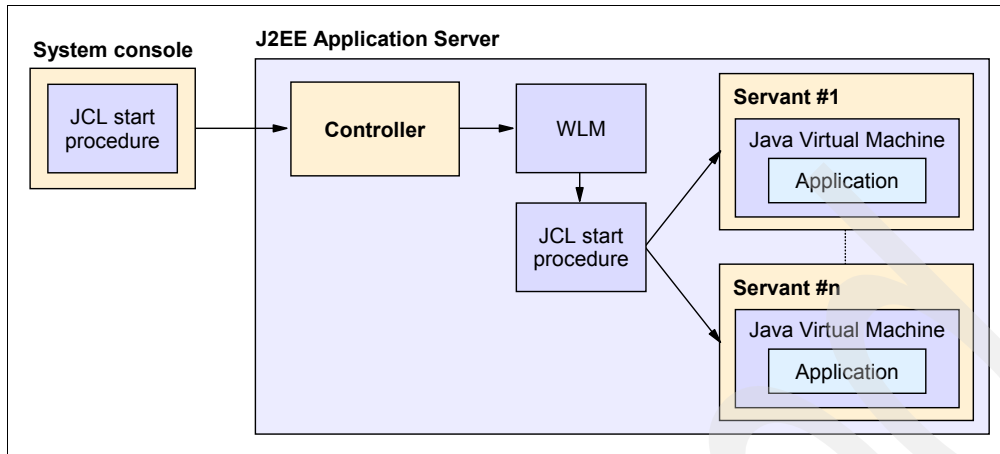 System console
JCL start
procedure
J2EE Application Server
Controller
WLM
JCL start
procedure
Servant #1
Java Virtual Machine
Application
Servant #n
Java Virtual Machine
Application